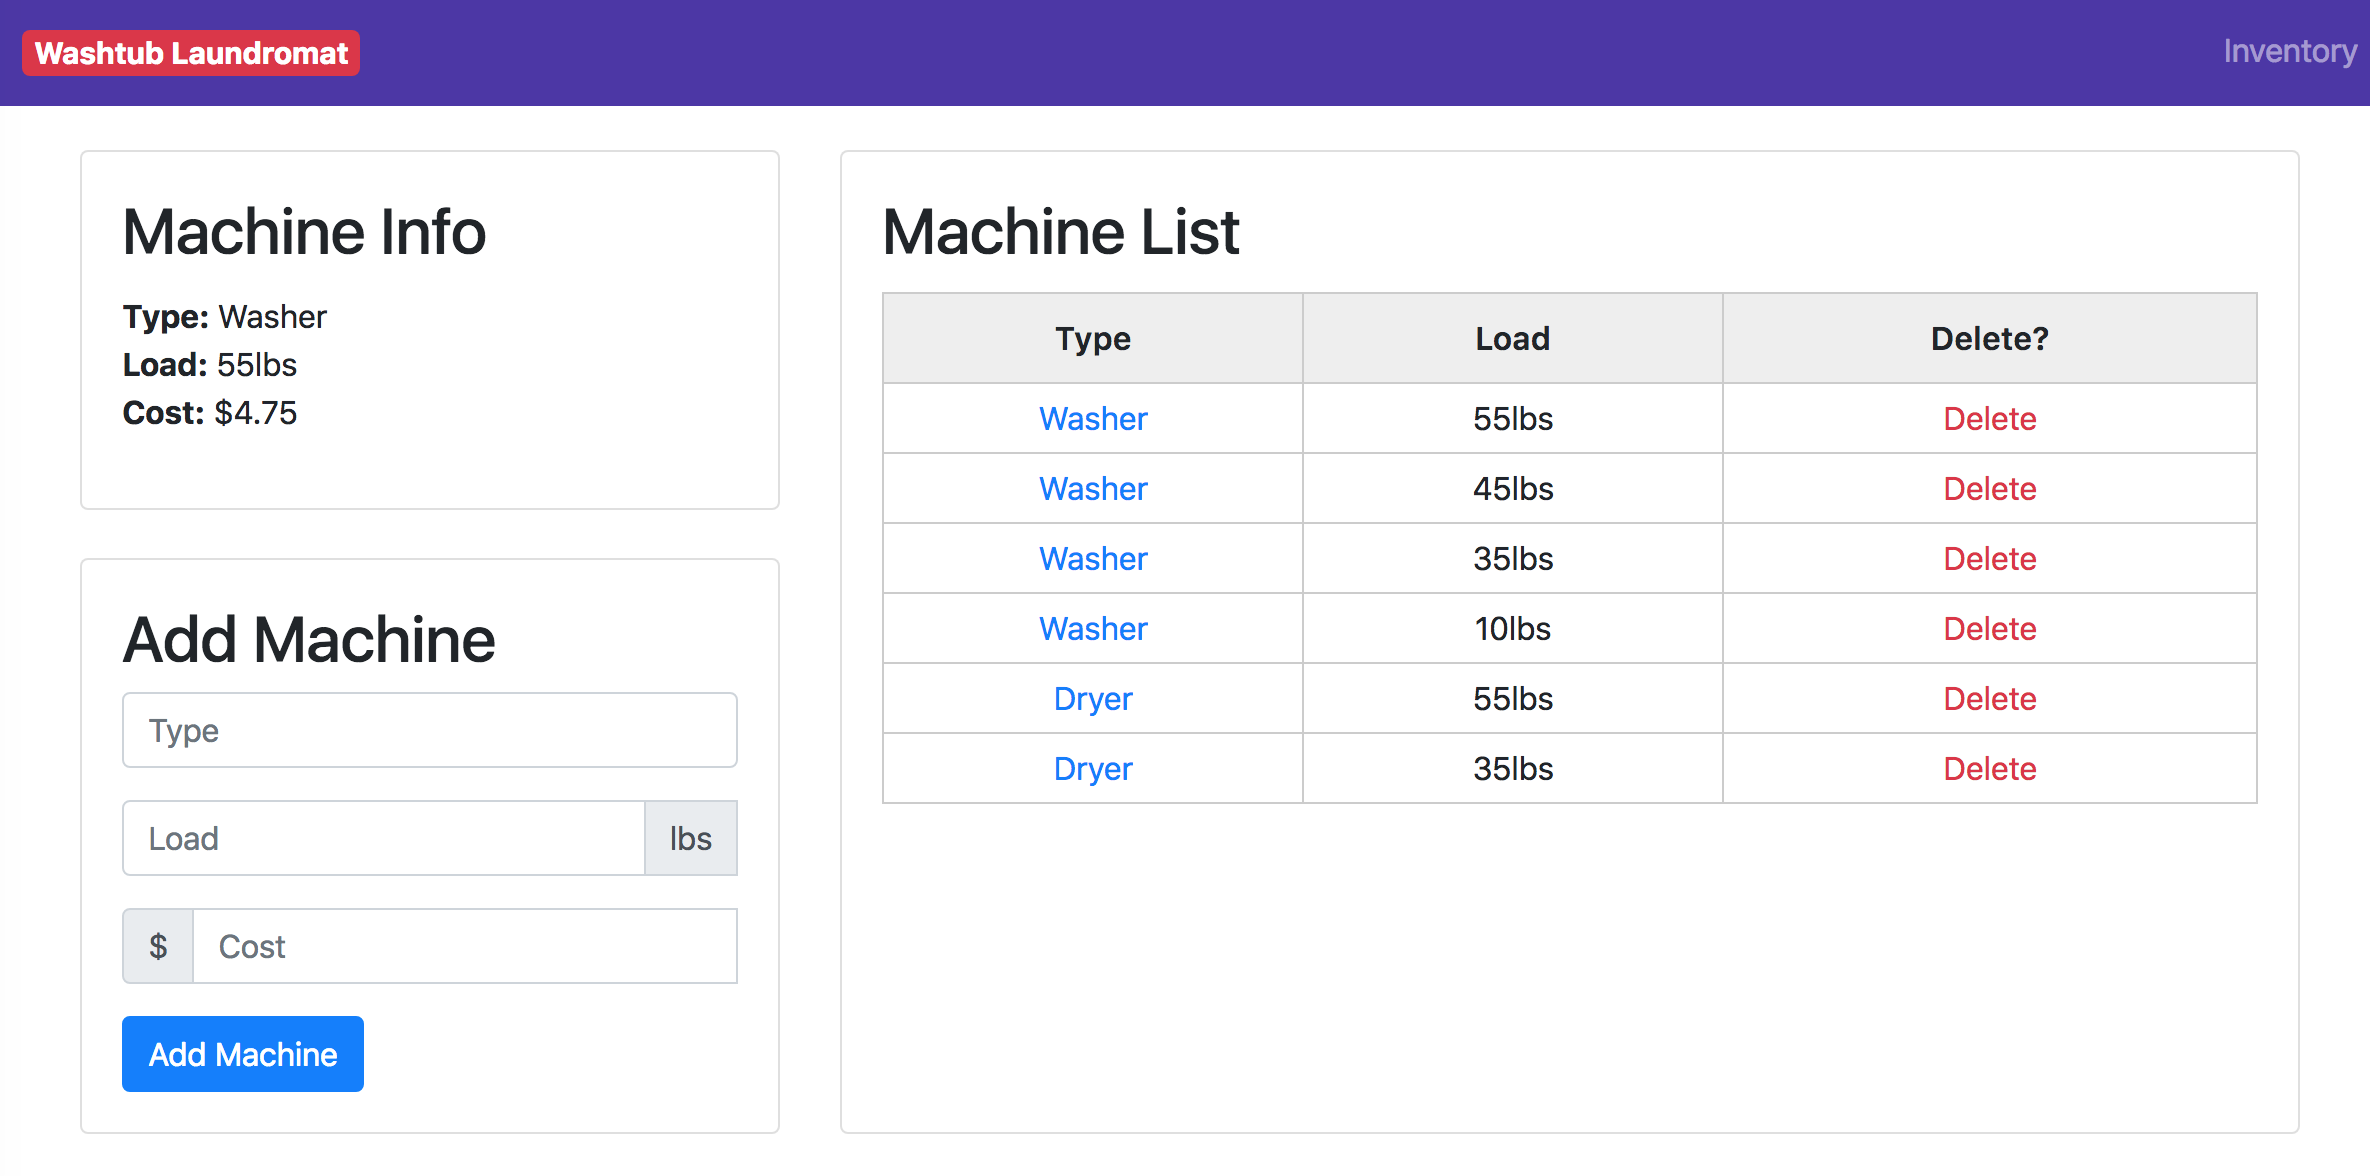 Washtub Laundromat
Inventory
Machine Info
Type: Washer
Load: 55lbs
Cost: $4.75
Add Machine
Type
Load lbs
$ Cost
Add Machine
Machine List
Type Load Delete?
Washer 55lbs Delete
Washer 45lbs Delete
Washer 35lbs Delete
Washer 10lbs Delete
Dryer 55lbs Delete
Dryer 35lbs Delete